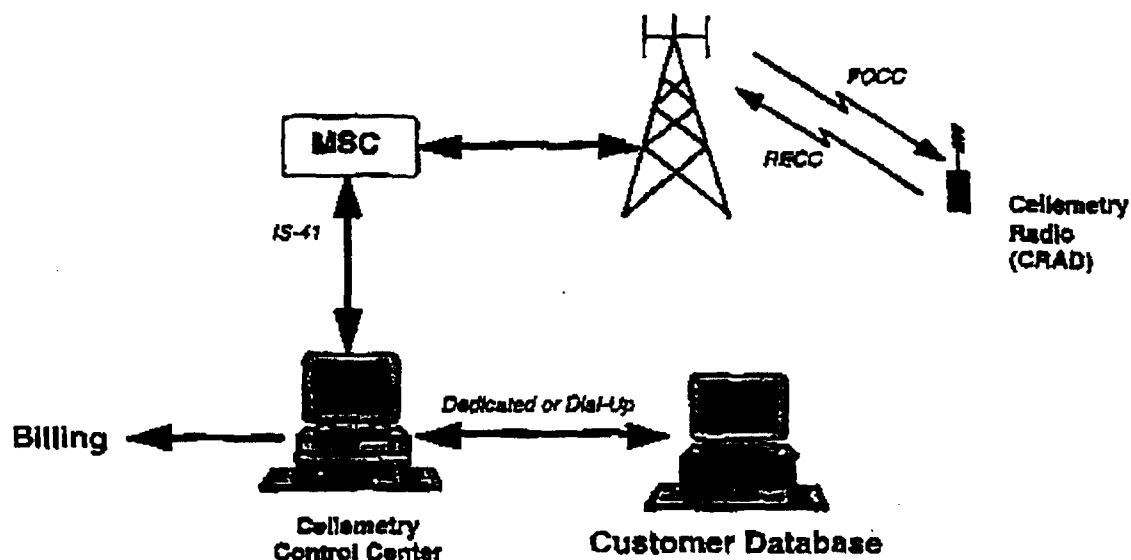 FOCC
MSC
RECC
IS-41
Cellemetry
Radio
(CRAD)
Dedicated or Dial-Up
Billing
Cellemetry
Control Center
Customer Database